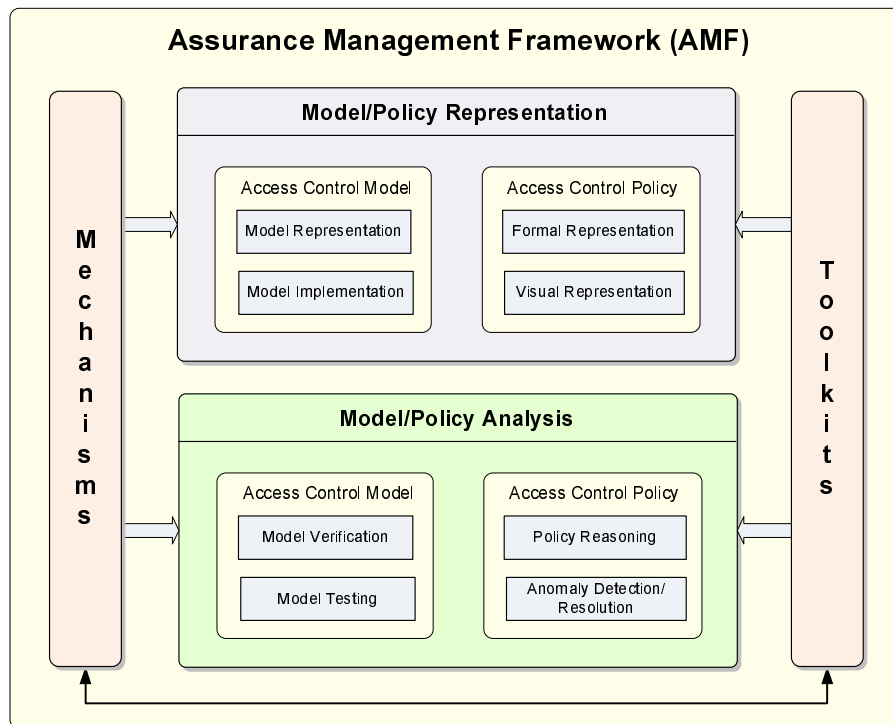 Assurance Management Framework (AMF)
Mechanisms
Model/Policy Representation
Access Control Model
Model Representation
Model Implementation
Access Control Policy
Formal Representation
Visual Representation
Model/Policy Analysis
Access Control Model
Model Verification
Model Testing
Access Control Policy
Policy Reasoning
Anomaly Detection/
Resolution
Toolkits